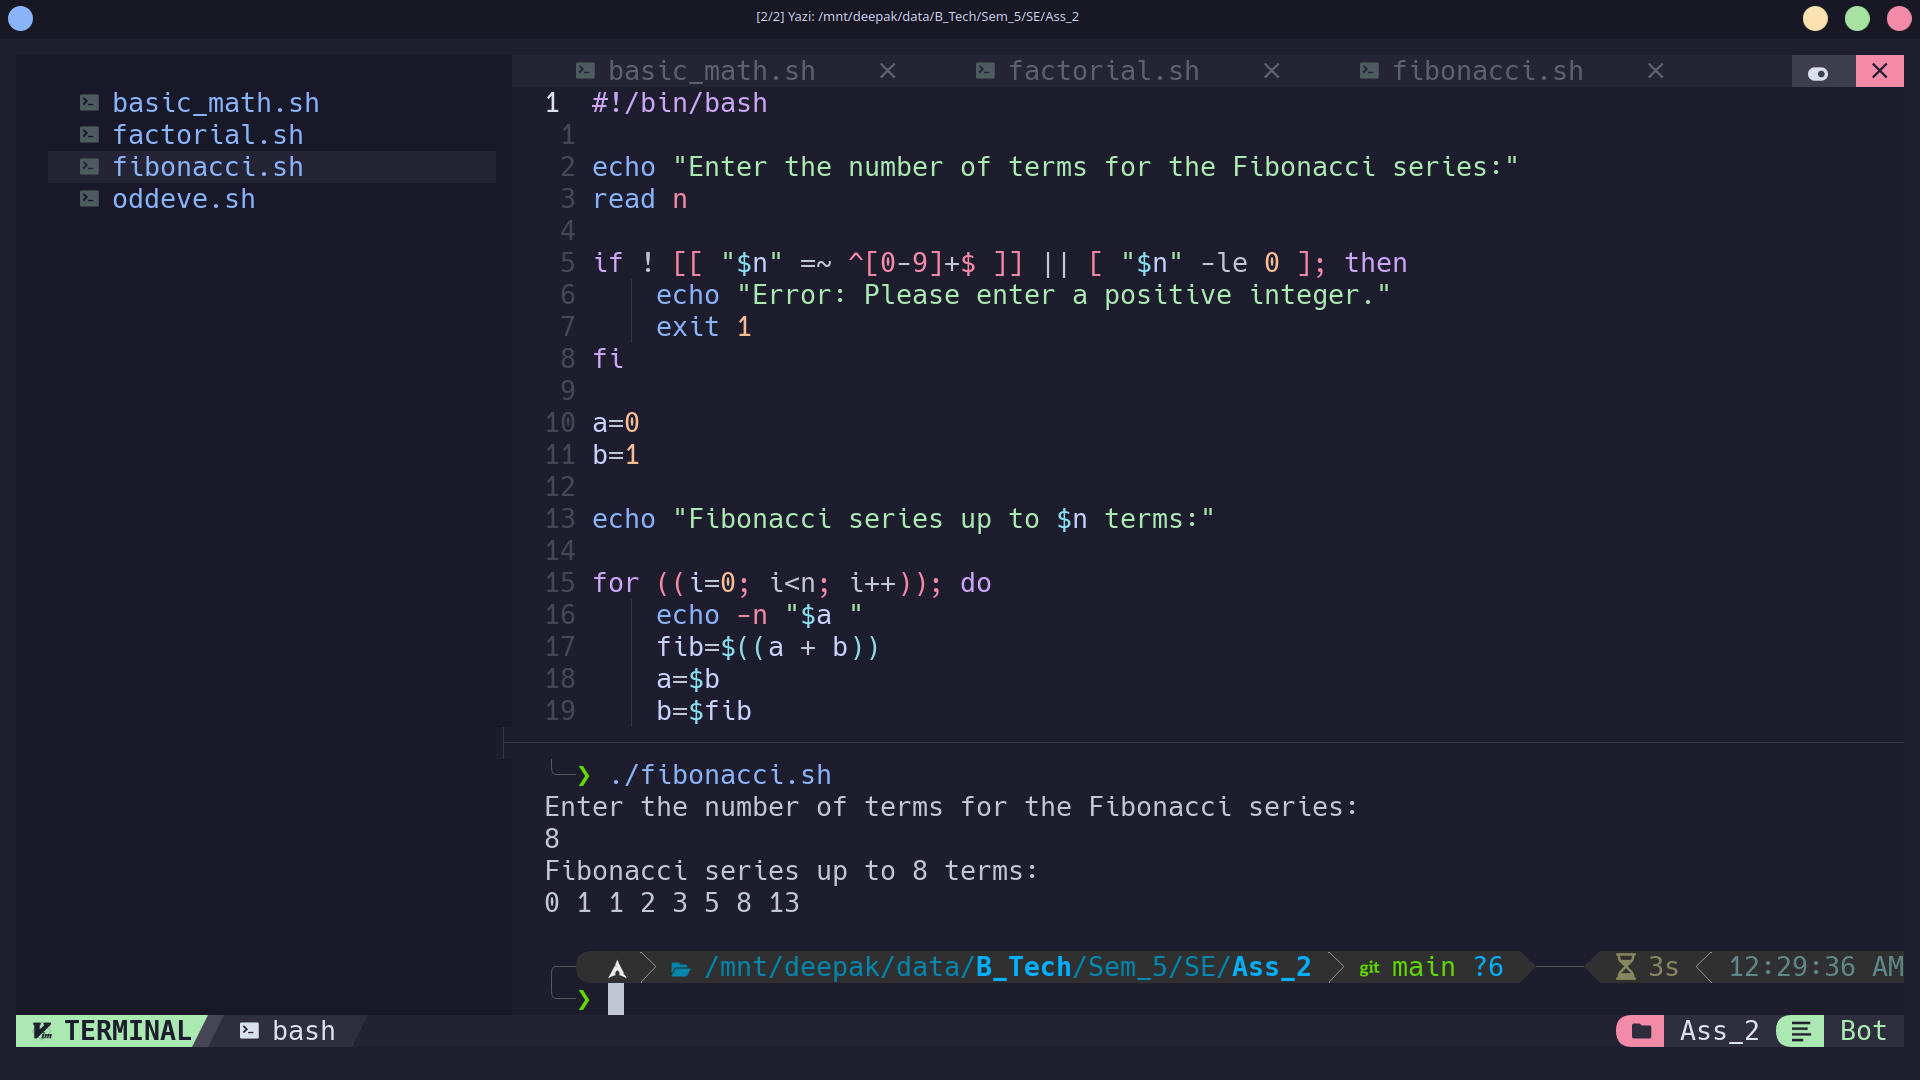 [2/2] Yazi: /mnt/deepak/data/B_Tech/Sem_5/SE/Ass_2
basic_math.sh
factorial.sh
fibonacci.sh
oddeve.sh
basic_math.sh factorial.sh fibonacci.sh
1 #!/bin/bash
1
2 echo "Enter the number of terms for the Fibonacci series:"
3 read n
4
5 if ! [[ "$n" =~ ^[0-9]+$ ]] || [ "$n" -le 0 ]; then
6     echo "Error: Please enter a positive integer."
7     exit 1
8 fi
9
10 a=0
11 b=1
12
13 echo "Fibonacci series up to $n terms:"
14
15 for ((i=0; i<n; i++)); do
16     echo -n "$a "
17     fib=$((a + b))
18     a=$b
19     b=$fib
❯ ./fibonacci.sh
Enter the number of terms for the Fibonacci series:
8
Fibonacci series up to 8 terms:
0 1 1 2 3 5 8 13
/mnt/deepak/data/B_Tech/Sem_5/SE/Ass_2 git main ?6 3s 12:29:36 AM
❯
TERMINAL bash Ass_2 Bot